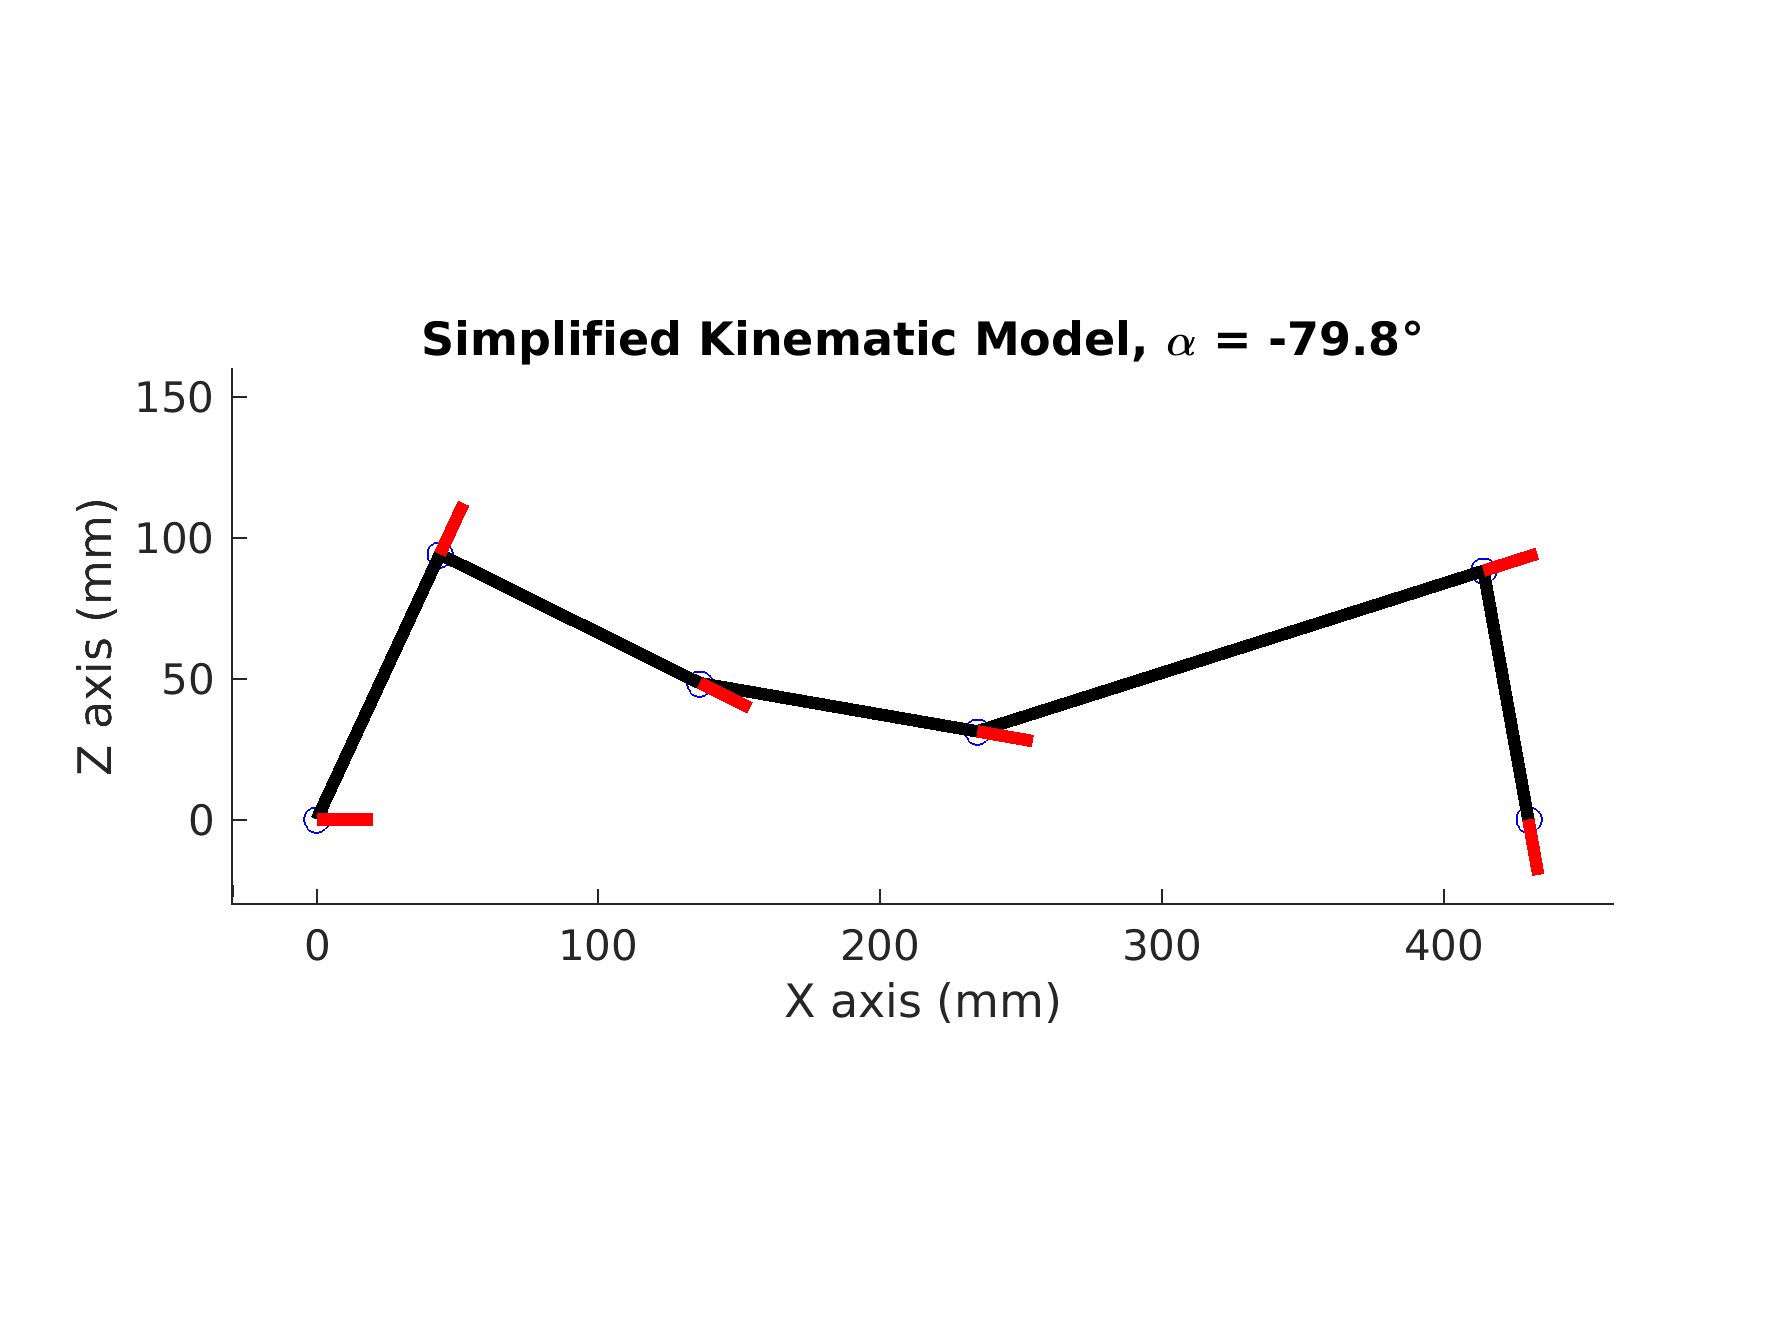 Simplified Kinematic Model, α = -79.8°
150
100
50
0
Z axis (mm)
0 100 200 300 400
X axis (mm)